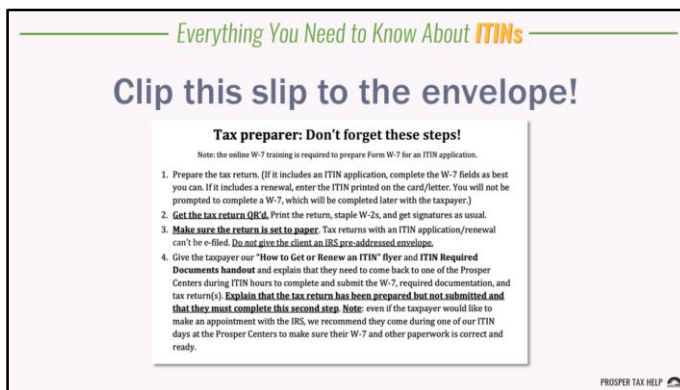 Everything You Need to Know About ITINs
Clip this slip to the envelope!
Tax preparer: Don't forget these steps!
Note: the online W-7 training is required to prepare Form W-7 for an ITIN application.
1. Prepare the tax return. (If it includes an ITIN application, complete the W-7 fields as best
you can. If it includes a renewal, enter the ITIN printed on the card/letter. You will not be
prompted to complete a W-7, which will be completed later with the taxpayer.)
2. Get the tax return QR'd. Print the return, staple W-2s, and get signatures as usual.
3. Make sure the return is set to paper. Tax returns with an ITIN application/renewal
can't be e-filed. Do not give the client an IRS pre-addressed envelope.
4. Give the taxpayer our "How to Get or Renew an ITIN" flyer and ITIN Required
Documents handout and explain that they need to come back to one of the Prosper
Centers during ITIN hours to complete and submit the W-7, required documentation, and
tax return(s). Explain that the tax return has been prepared but not submitted and
that they must complete this second step. Note: even if the taxpayer would like to
make an appointment with the IRS, we recommend they come during one of our ITIN
days at the Prosper Centers to make sure their W-7 and other paperwork is correct and
ready.
PROSPER TAX HELP